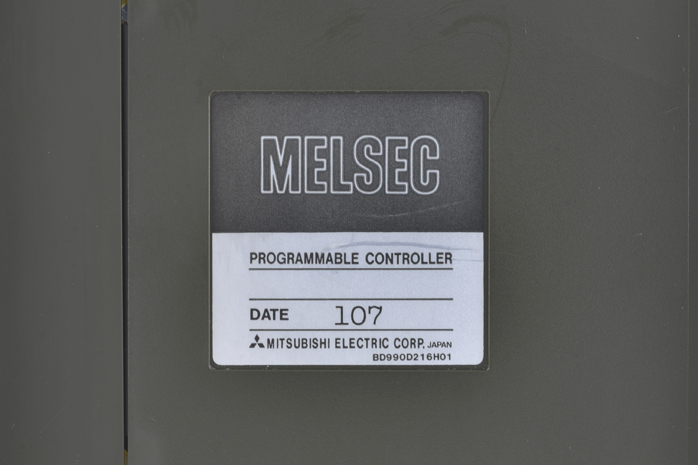 MELSEC
PROGRAMMABLE CONTROLLER
DATE 107
MITSUBISHI ELECTRIC CORP. JAPAN
BD990D216H01